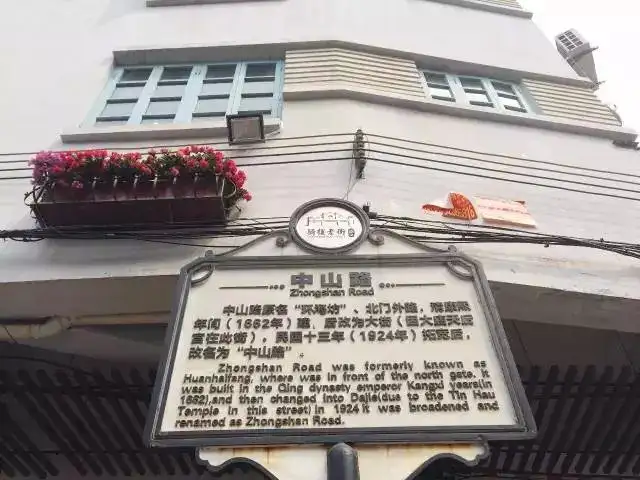 骑楼老街
中山路
Zhongshan Road
中山路原名“环海坊”、北门外路，清康熙
年间（1662年）建，后改为大街（因大庙天后
宫在此街），民国十三年（1924年）拓宽后，
改名为“中山路”
Zhongshan Road was formerly known as
Huanhaifang, where was in front of the north gate. It
was built in the Qing dynasty emperor Kangxi years(in
1662),and then changed into Dajie(due to the Tin Hau
Temple in this street) in 1924 it was broadened and
renamed as Zhongshan Road.